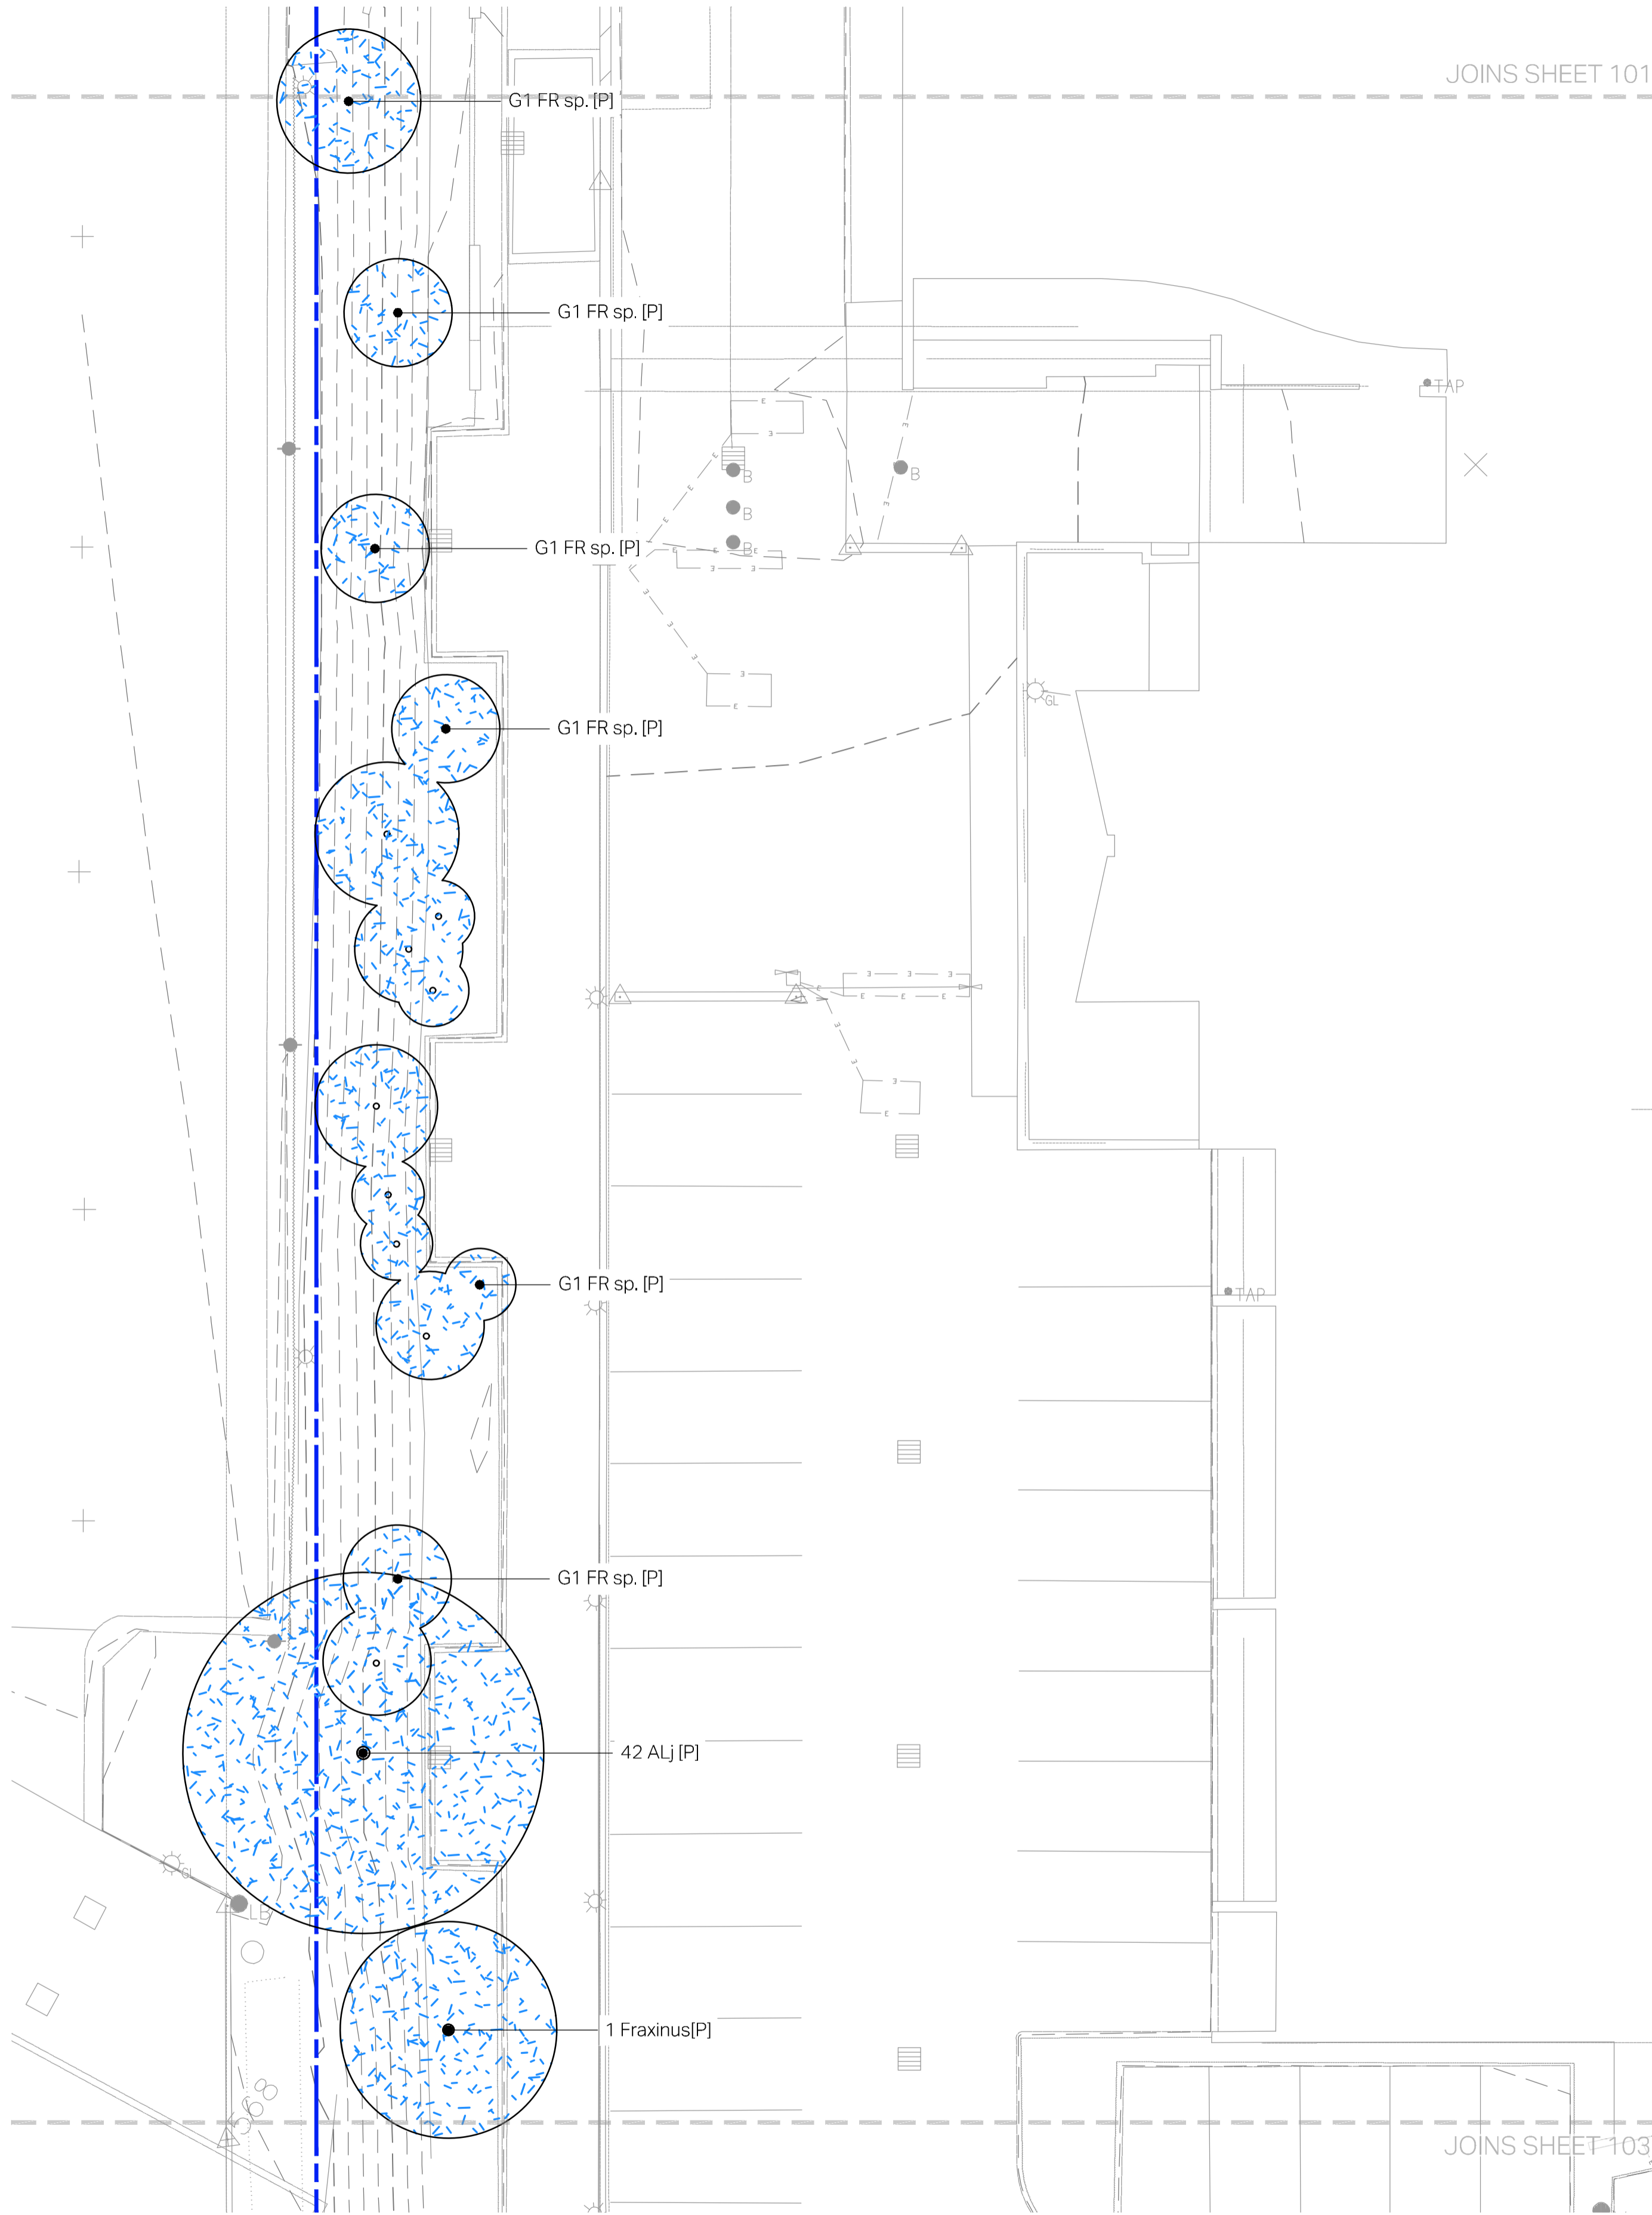 JOINS SHEET 101
G1 FR sp. [P]
G1 FR sp. [P]
TAP
B
B
B
B
G1 FR sp. [P]
GL
G1 FR sp. [P]
G1 FR sp. [P]
TAP
G1 FR sp. [P]
42 ALj [P]
GL
LB
1 Fraxinus[P]
JOINS SHEET 103